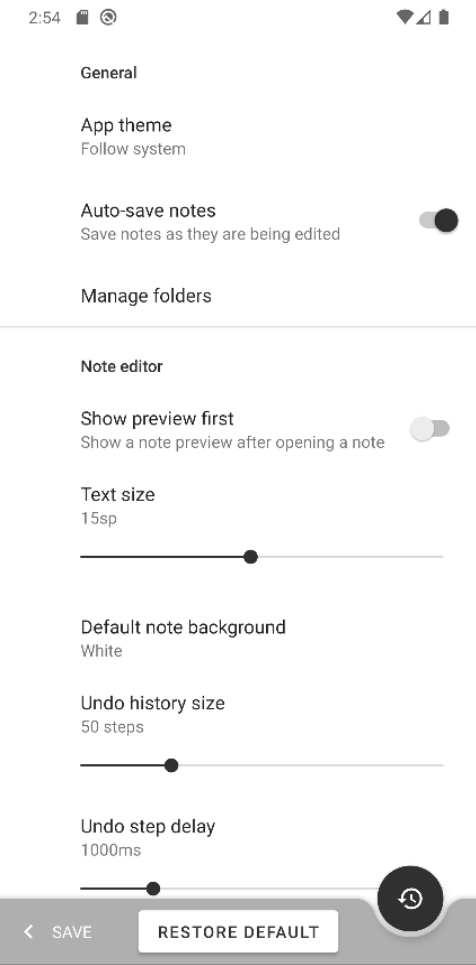 2:54
General
App theme
Follow system
Auto-save notes
Save notes as they are being edited
Manage folders
Note editor
Show preview first
Show a note preview after opening a note
Text size
15sp
Default note background
White
Undo history size
50 steps
Undo step delay
1000ms
SAVE
RESTORE DEFAULT